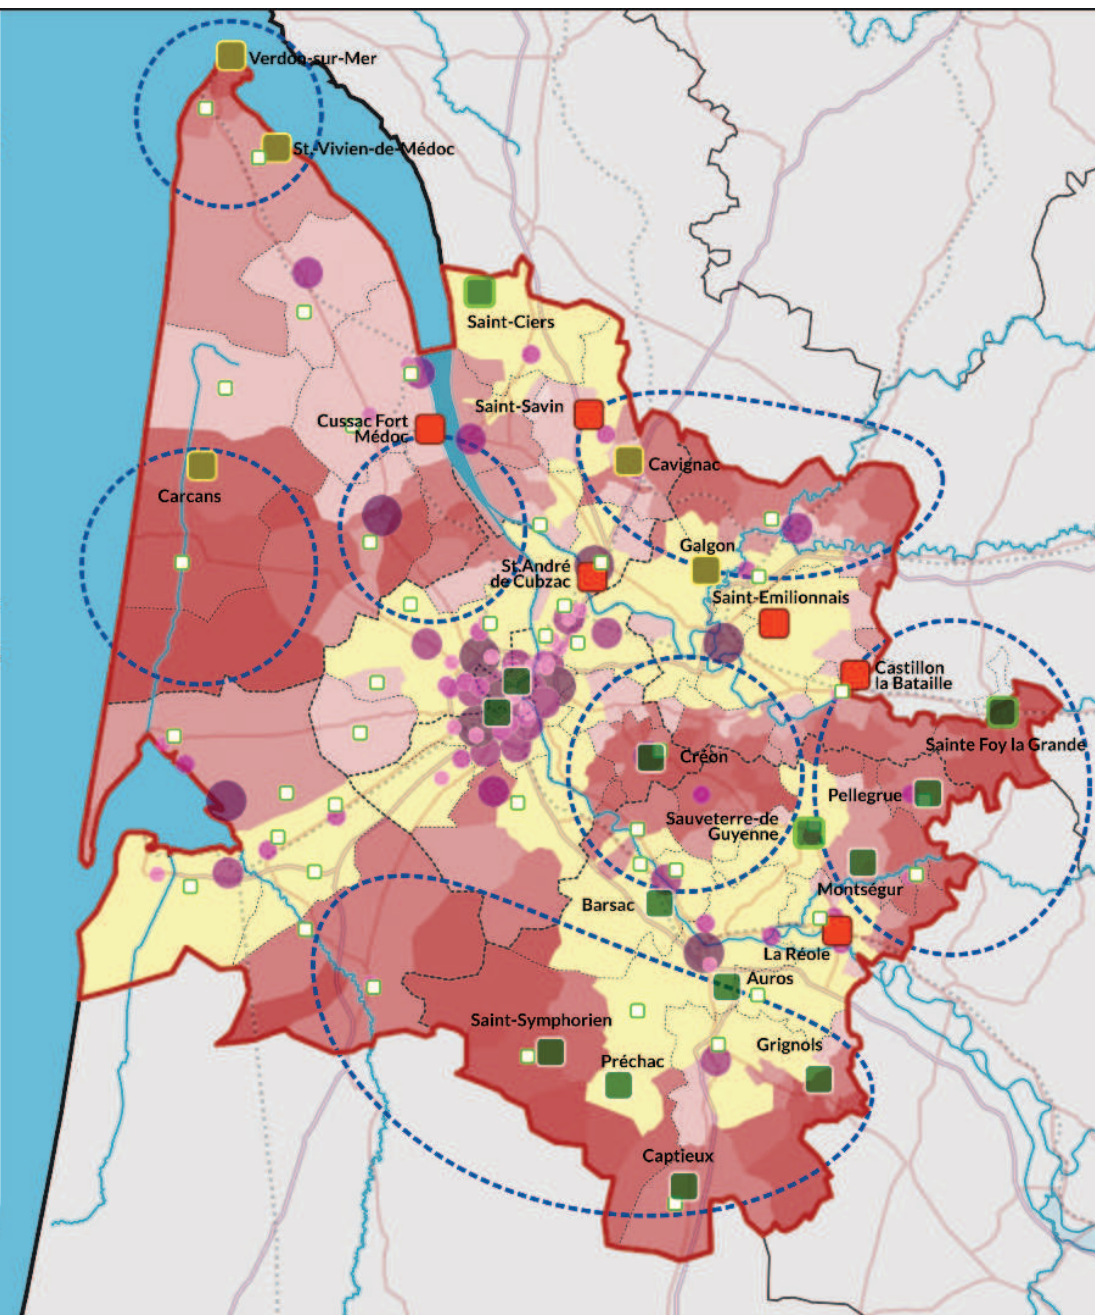 Verdon-sur-Mer
St-Vivien-de-Médoc
Saint-Ciers
Saint-Savin
Cussac Fort
Médoc
Cavignac
Carcans
Galgon
St André
de Cubzac
Saint-Emilionnais
Castillon
la Bataille
Sainte Foy la Grande
Créon
Pellegrue
Sauveterre-de
Guyenne
Montségur
Barsac
La Réole
Auros
Saint-Symphorien
Grignols
Préchac
Captieux